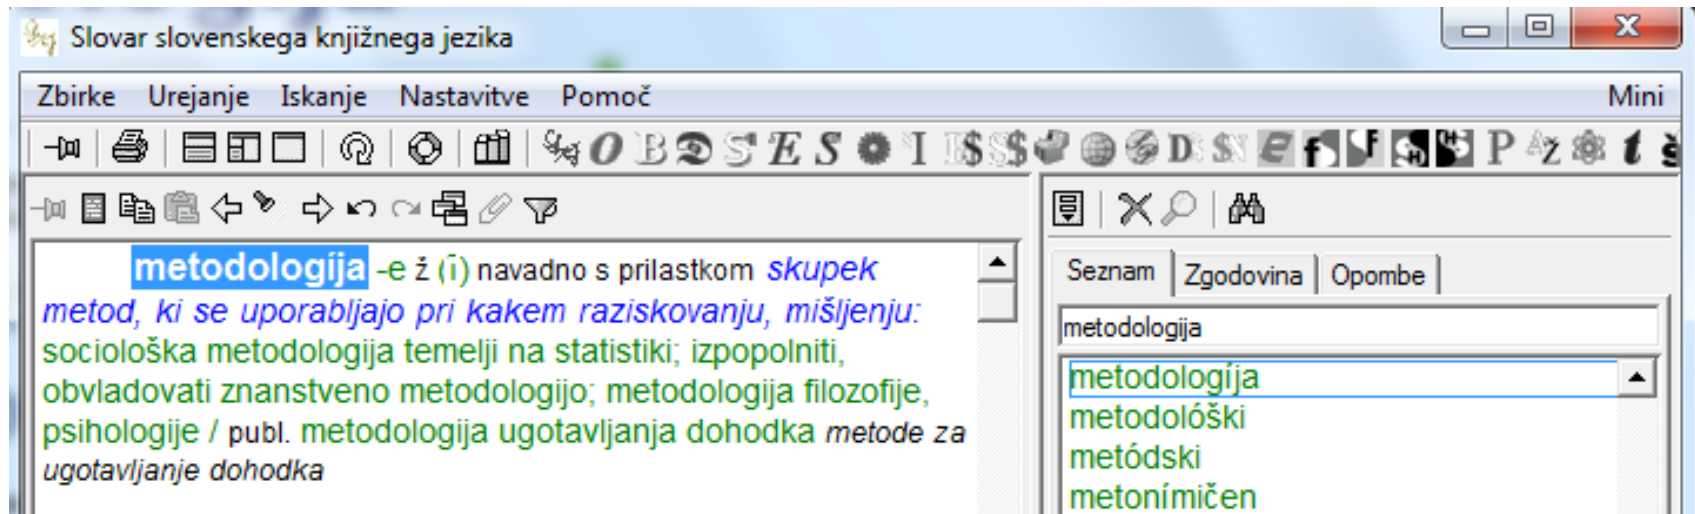 Slovar slovenskega knjižnega jezika
Zbirke Urejanje Iskanje Nastavitve Pomoč Mini
metodologíja -e ž (ȋ) navadno s prilastkom skupek
metod, ki se uporabljajo pri kakem raziskovanju, mišljenju:
sociološka metodologija temelji na statistiki; izpopolniti,
obvladovati znanstveno metodologijo; metodologija filozofije,
psihologije / publ. metodologija ugotavljanja dohodka metode za
ugotavljanje dohodka
Seznam Zgodovina Opombe
metodologija
metodologíja
metodolóški
metódski
metonímičen